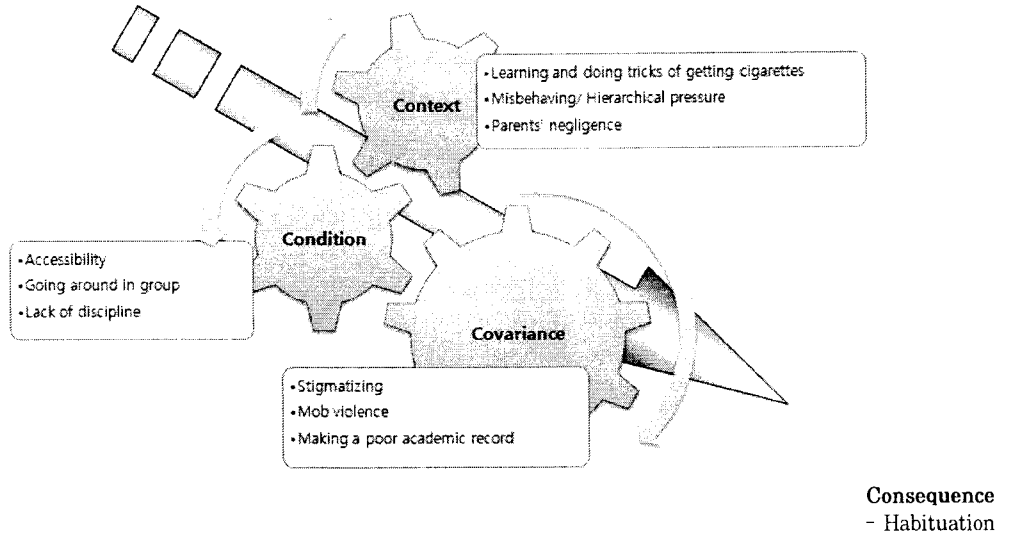 Context
•Learning and doing tricks of getting cigarettes
•Misbehaving/ Hierarchical pressure
•Parents' negligence
Condition
•Accessibility
•Going around in group
•Lack of discipline
Covariance
•Stigmatizing
•Mob violence
•Making a poor academic record
Consequence
- Habituation